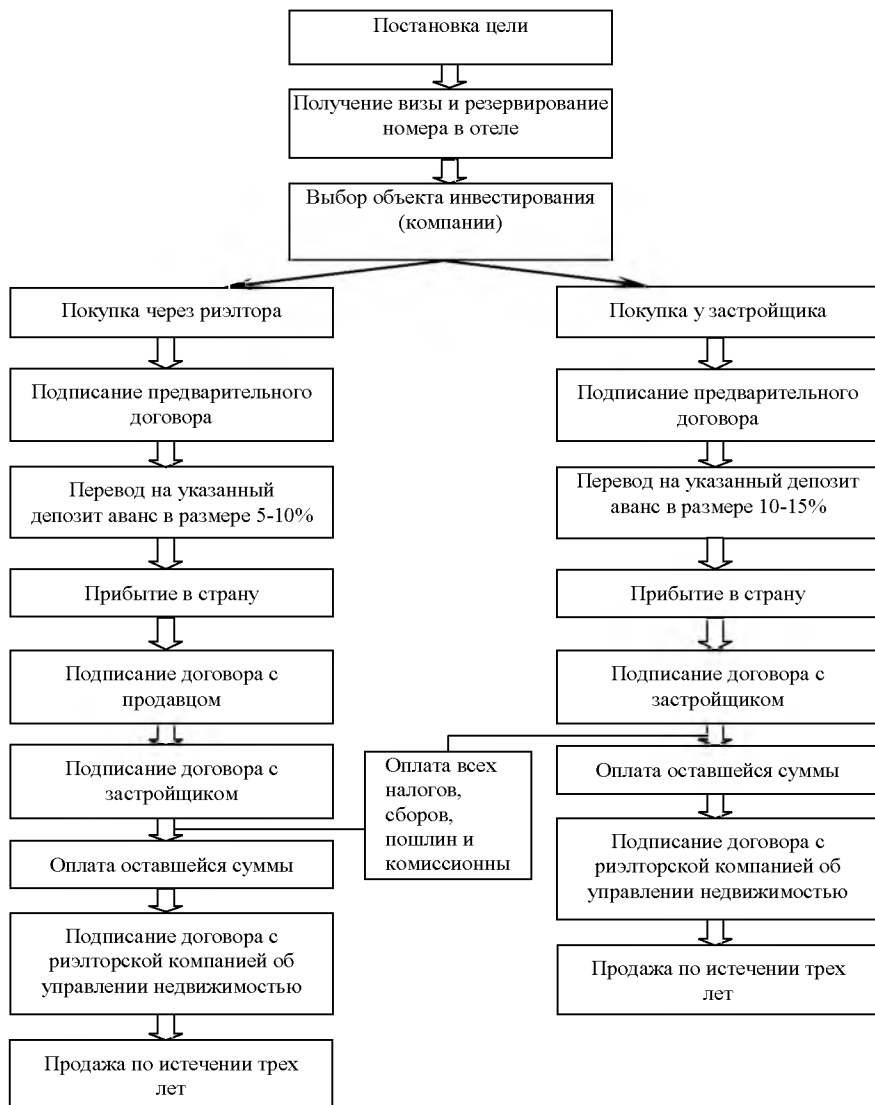 Постановка цели
Получение визы и резервирование
номера в отеле
Выбор объекта инвестирования
(компании)
Покупка через риэлтора
Подписание предварительного
договора
Перевод на указанный
депозит аванс в размере 5-10%
Прибытие в страну
Подписание договора с
продавцом
Подписание договора с
застройщиком
Оплата оставшейся суммы
Подписание договора с
риэлторской компанией об
управлении недвижимостью
Продажа по истечении трех
лет
Оплата всех
налогов,
сборов,
пошлин и
комиссионны
Покупка у застройщика
Подписание предварительного
договора
Перевод на указанный депозит
аванс в размере 10-15%
Прибытие в страну
Подписание договора с
застройщиком
Оплата оставшейся суммы
Подписание договора с
риэлторской компанией об
управлении недвижимостью
Продажа по истечении трех
лет